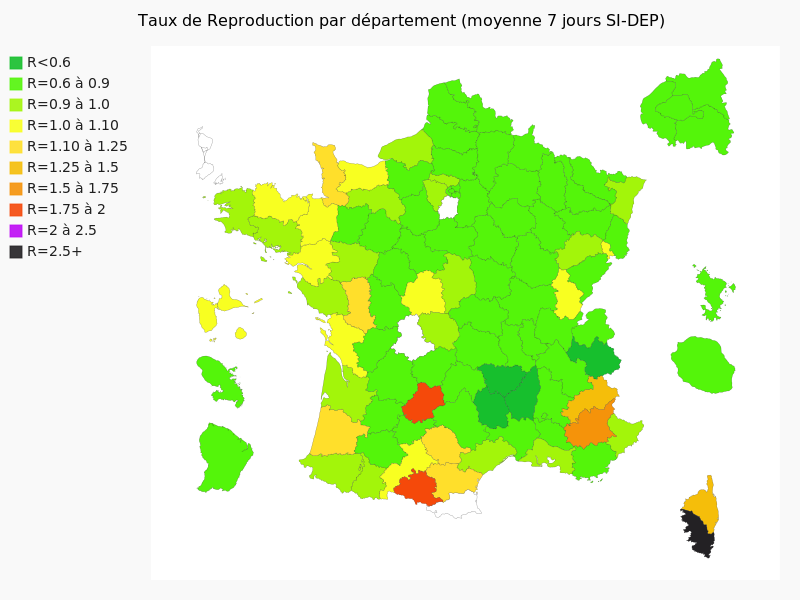 Taux de Reproduction par département (moyenne 7 jours SI-DEP)
R<0.6
R=0.6 à 0.9
R=0.9 à 1.0
R=1.0 à 1.10
R=1.10 à 1.25
R=1.25 à 1.5
R=1.5 à 1.75
R=1.75 à 2
R=2 à 2.5
R=2.5+